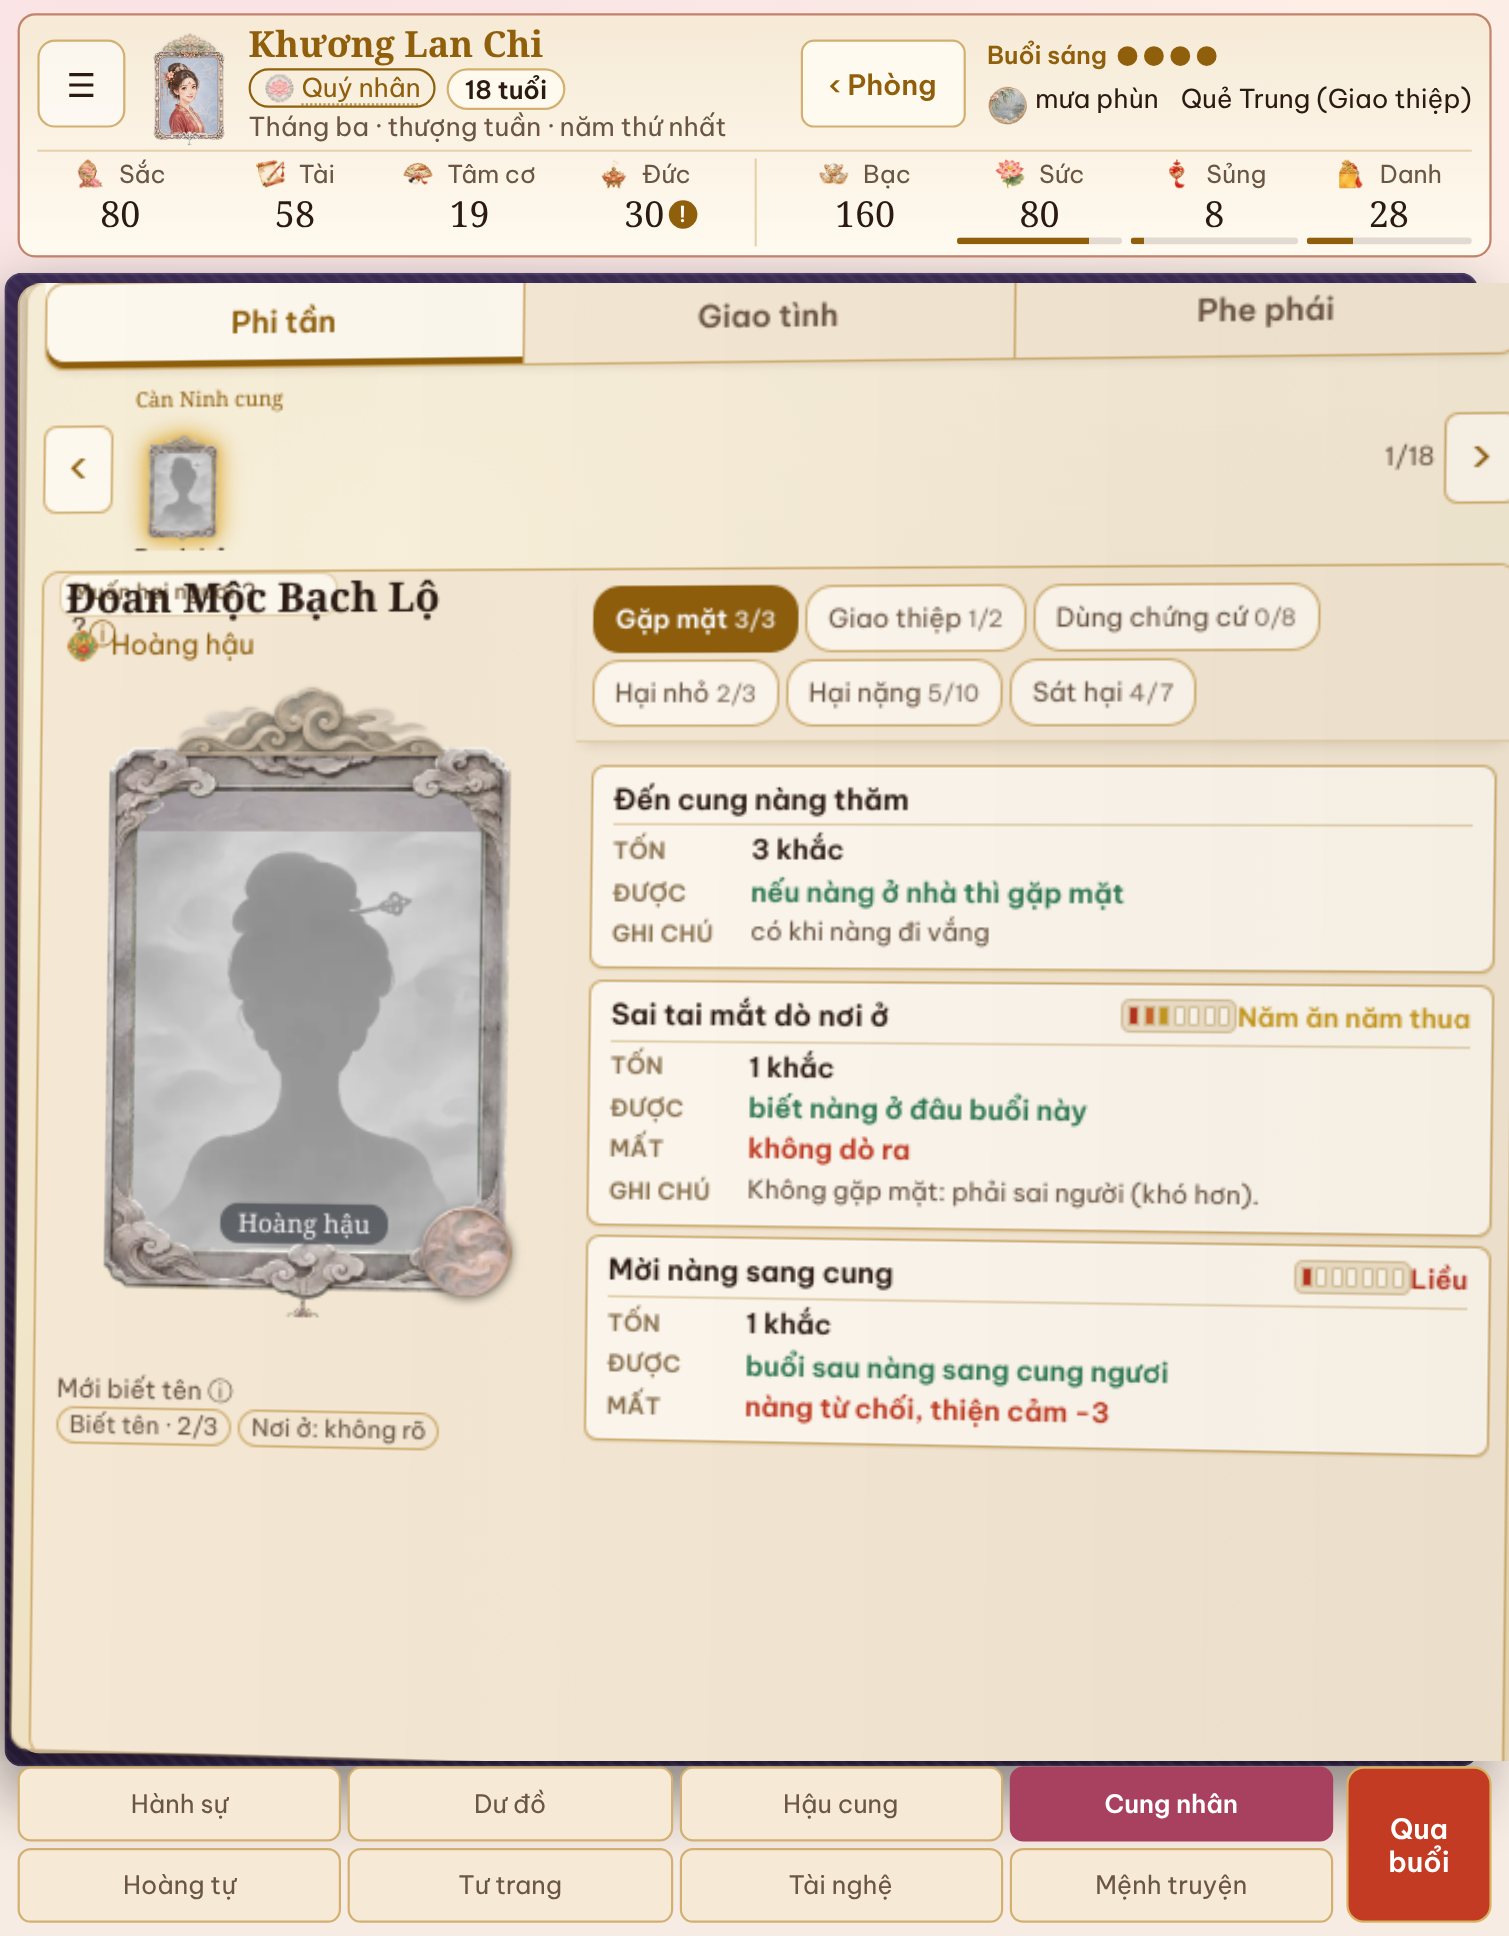 ☰
Khương Lan Chi
Quý nhân
18 tuổi
Tháng ba · thượng tuần · năm thứ nhất
‹ Phòng
Buổi sáng
mưa phùn
Quẻ Trung (Giao thiệp)
Sắc
Tài
Tâm cơ
Đức
Bạc
Sức
Sủng
Danh
80
58
19
30
!
160
80
8
28
Phi tần
Giao tình
Phe phái
Càn Ninh cung
‹
1/18
›
Đoan Mộc Bạch Lộ
?
Hoàng hậu
Gặp mặt 3/3
Giao thiệp 1/2
Dùng chứng cứ 0/8
Hại nhỏ 2/3
Hại nặng 5/10
Sát hại 4/7
Hoàng hậu
Mới biết tên ⓘ
Biết tên · 2/3
Nơi ở: không rõ
Đến cung nàng thăm
TỐN 3 khắc
ĐƯỢC nếu nàng ở nhà thì gặp mặt
GHI CHÚ có khi nàng đi vắng
Sai tai mắt dò nơi ở
Năm ăn năm thua
TỐN 1 khắc
ĐƯỢC biết nàng ở đâu buổi này
MẤT không dò ra
GHI CHÚ Không gặp mặt: phải sai người (khó hơn).
Mời nàng sang cung
Liều
TỐN 1 khắc
ĐƯỢC buổi sau nàng sang cung ngươi
MẤT nàng từ chối, thiện cảm -3
Hành sự
Dư đồ
Hậu cung
Cung nhân
Qua
buổi
Hoàng tự
Tư trang
Tài nghệ
Mệnh truyện